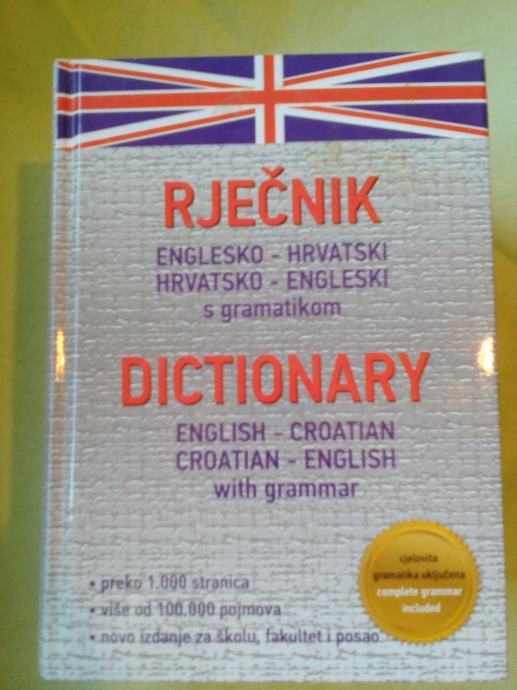 RJEČNIK
ENGLESKO - HRVATSKI
HRVATSKO - ENGLESKI
s gramatikom
DICTIONARY
ENGLISH - CROATIAN
CROATIAN - ENGLISH
with grammar
cjelovita
gramatika uključena
complete grammar
included
• preko 1.000 stranica
• više od 100.000 pojmova
• novo izdanje za školu, fakultet i posao